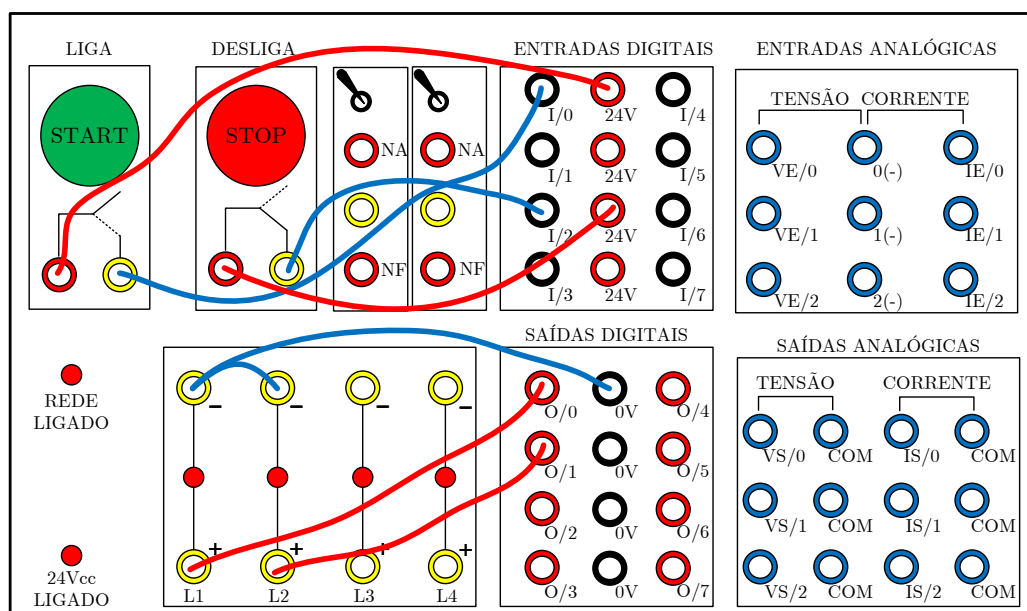 LIGA
DESLIGA
ENTRADAS DIGITAIS
ENTRADAS ANALÓGICAS
START
STOP
NA
NF
NA
NF
I/0 24V I/4
I/1 24V I/5
I/2 24V I/6
I/3 24V I/7
TENSÃO CORRENTE
VE/0 0(-) IE/0
VE/1 1(-) IE/1
VE/2 2(-) IE/2
REDE
LIGADO
24Vcc
LIGADO
− − − −
+ + + +
L1 L2 L3 L4
SAÍDAS DIGITAIS
O/0 0V O/4
O/1 0V O/5
O/2 0V O/6
O/3 0V O/7
SAÍDAS ANALÓGICAS
TENSÃO CORRENTE
VS/0 COM IS/0 COM
VS/1 COM IS/1 COM
VS/2 COM IS/2 COM